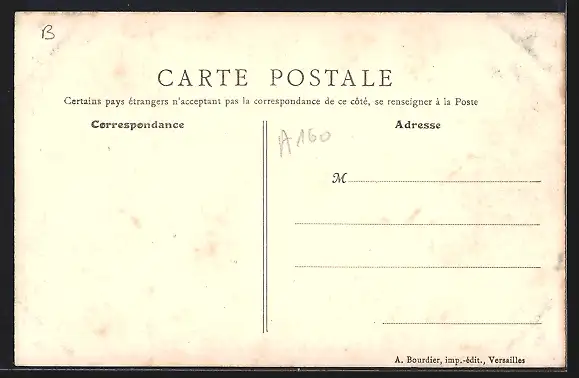 B
CARTE POSTALE
Certains pays étrangers n'acceptant pas la correspondance de ce côté, se renseigner à la Poste
Correspondance
Adresse
A160
M
A. Bourdier, imp.-édit., Versailles